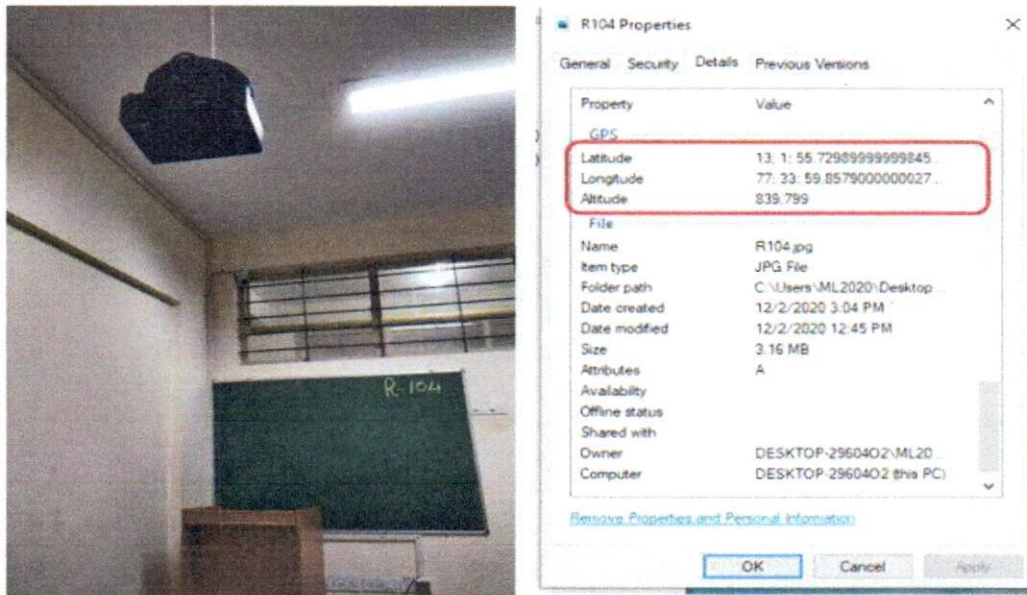 R-104
R104 Properties
General Security Details Previous Versions
Property Value
GPS
Latitude 13; 1; 55.72989999999845...
Longitude 77; 33; 59.8579000000027...
Altitude 839.799
File
Name R104.jpg
Item type JPG File
Folder path C:\Users\ML2020\Desktop...
Date created 12/2/2020 3:04 PM
Date modified 12/2/2020 12:45 PM
Size 3.16 MB
Attributes A
Availability
Offline status
Shared with
Owner DESKTOP-29604O2\ML20...
Computer DESKTOP-29604O2 (this PC)
Remove Properties and Personal Information
OK Cancel Apply